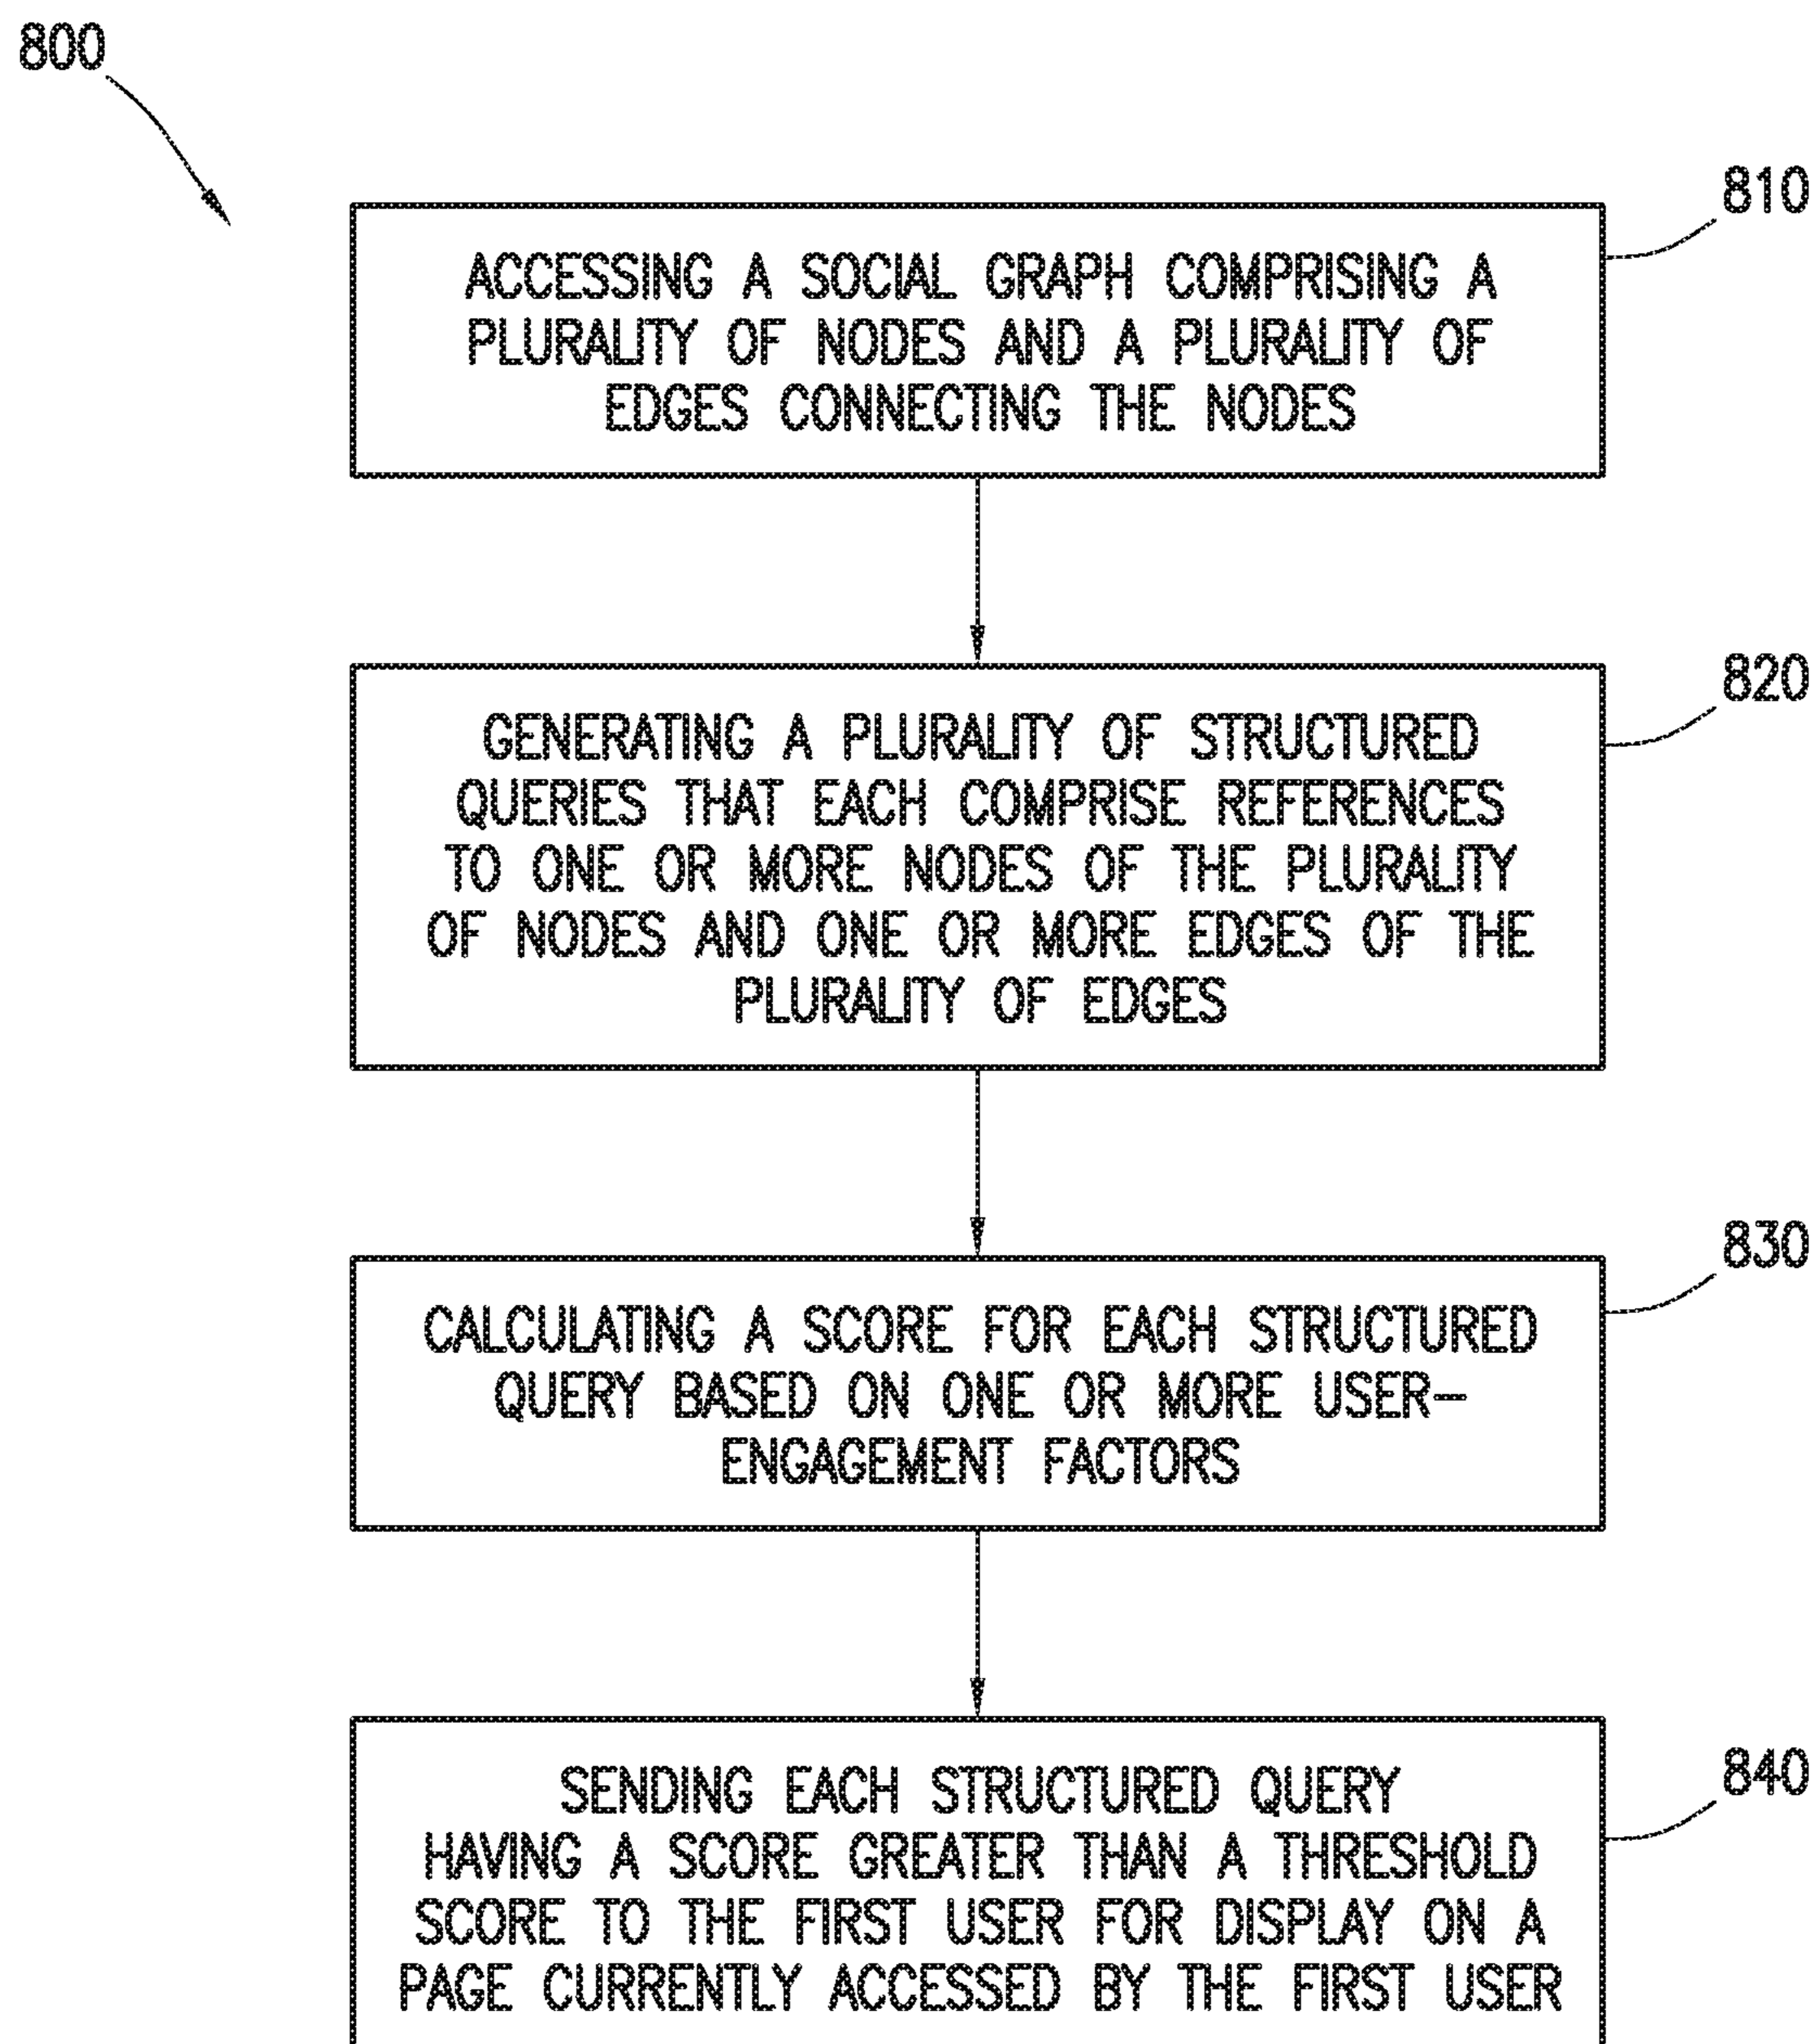 800
810
ACCESSING A SOCIAL GRAPH COMPRISING A
PLURALITY OF NODES AND A PLURALITY OF
EDGES CONNECTING THE NODES
820
GENERATING A PLURALITY OF STRUCTURED
QUERIES THAT EACH COMPRISE REFERENCES
TO ONE OR MORE NODES OF THE PLURALITY
OF NODES AND ONE OR MORE EDGES OF THE
PLURALITY OF EDGES
830
CALCULATING A SCORE FOR EACH STRUCTURED
QUERY BASED ON ONE OR MORE USER-
ENGAGEMENT FACTORS
840
SENDING EACH STRUCTURED QUERY
HAVING A SCORE GREATER THAN A THRESHOLD
SCORE TO THE FIRST USER FOR DISPLAY ON A
PAGE CURRENTLY ACCESSED BY THE FIRST USER